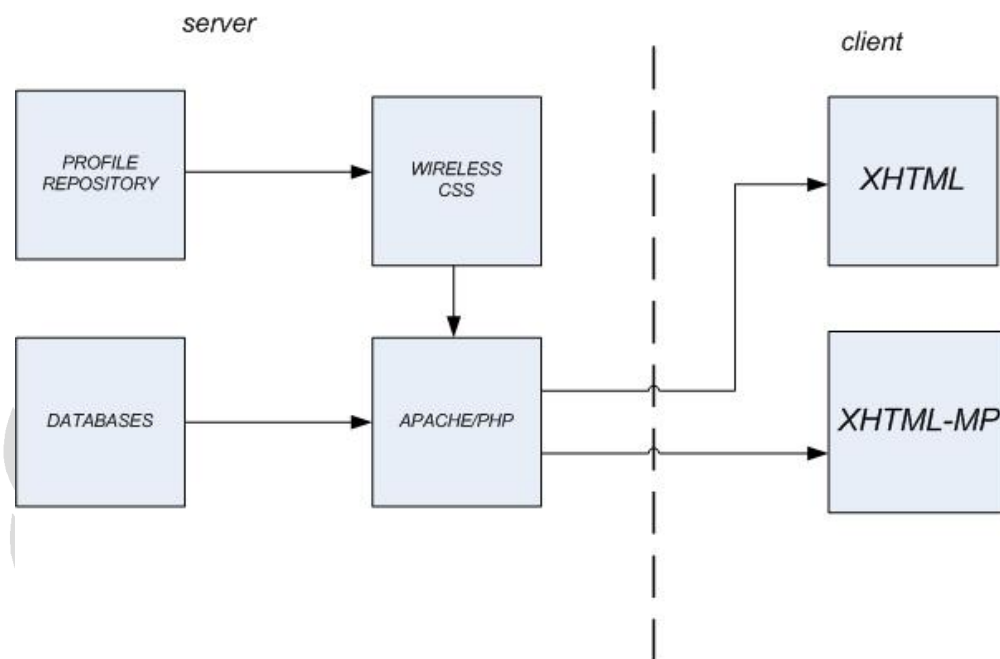 server
client
PROFILE
REPOSITORY
WIRELESS
CSS
XHTML
DATABASES
APACHE/PHP
XHTML-MP